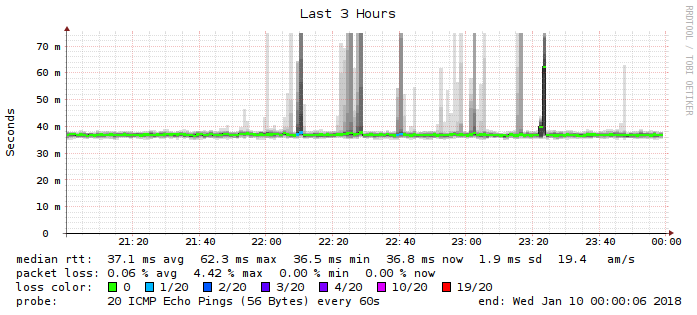 Last 3 Hours
RRDTOOL / TOBI OETIKER
Seconds
70 m
60 m
50 m
40 m
30 m
20 m
10 m
0
21:20 21:40 22:00 22:20 22:40 23:00 23:20 23:40 00:00
median rtt: 37.1 ms avg 62.3 ms max 36.5 ms min 36.8 ms now 1.9 ms sd 19.4 am/s
packet loss: 0.06 % avg 4.42 % max 0.00 % min 0.00 % now
loss color: 0 1/20 2/20 3/20 4/20 10/20 19/20
probe: 20 ICMP Echo Pings (56 Bytes) every 60s end: Wed Jan 10 00:00:06 2018